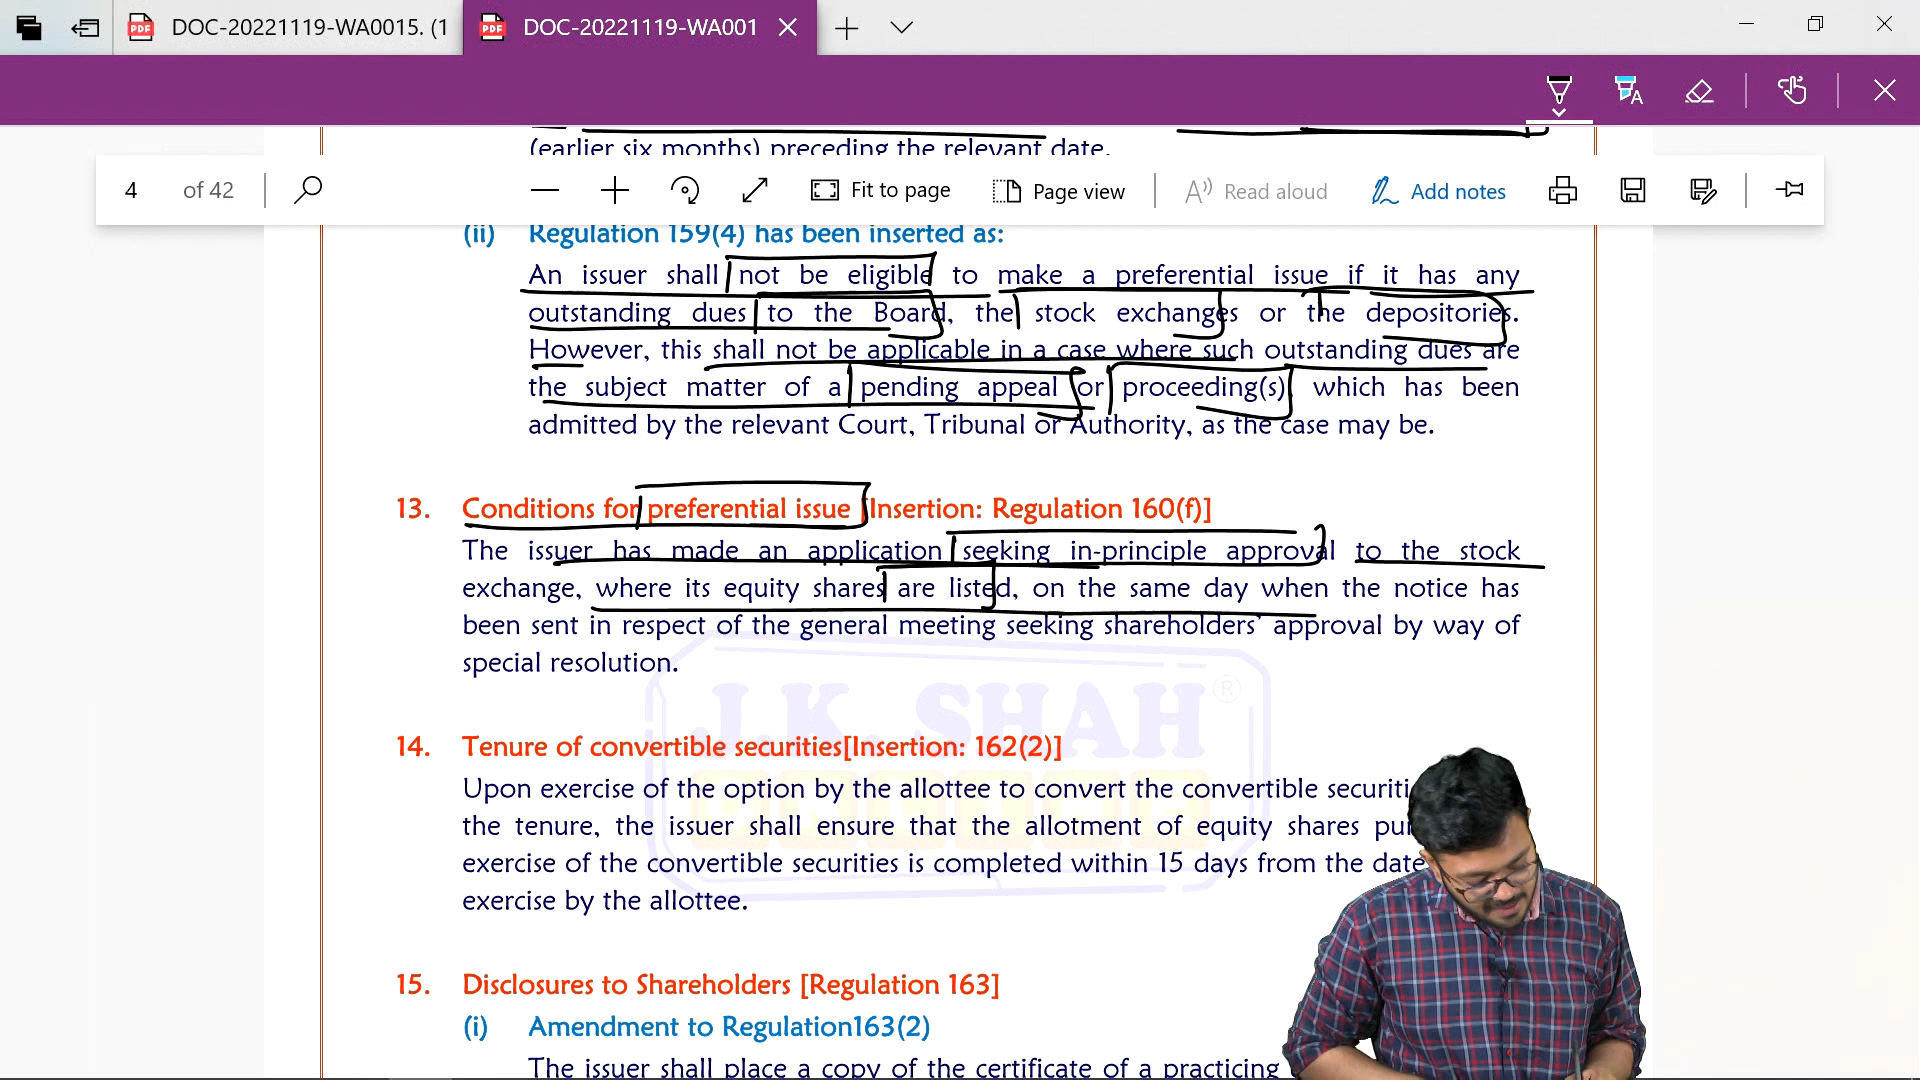 DOC-20221119-WA0015. (1
DOC-20221119-WA001
(earlier six months) preceding the relevant date.
4 of 42 Fit to page Page view Read aloud Add notes
(ii) Regulation 159(4) has been inserted as:
An issuer shall not be eligible to make a preferential issue if it has any
outstanding dues to the Board, the stock exchanges or the depositories.
However, this shall not be applicable in a case where such outstanding dues are
the subject matter of a pending appeal or proceeding(s), which has been
admitted by the relevant Court, Tribunal or Authority, as the case may be.
13. Conditions for preferential issue [Insertion: Regulation 160(f)]
The issuer has made an application seeking in-principle approval to the stock
exchange, where its equity shares are listed, on the same day when the notice has
been sent in respect of the general meeting seeking shareholders' approval by way of
special resolution.
J.K. SHAH ®
14. Tenure of convertible securities[Insertion: 162(2)]
Upon exercise of the option by the allottee to convert the convertible securiti
the tenure, the issuer shall ensure that the allotment of equity shares pu
exercise of the convertible securities is completed within 15 days from the date
exercise by the allottee.
15. Disclosures to Shareholders [Regulation 163]
(i) Amendment to Regulation163(2)
The issuer shall place a copy of the certificate of a practicing